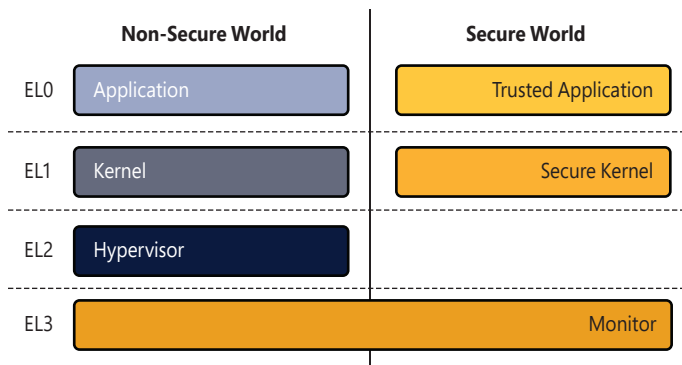 Non-Secure World Secure World
EL0 Application Trusted Application
EL1 Kernel Secure Kernel
EL2 Hypervisor
EL3 Monitor